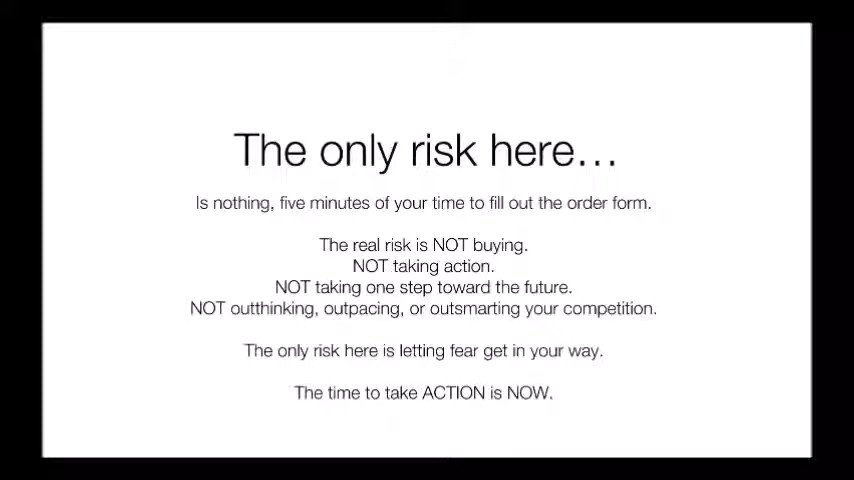 The only risk here...
Is nothing, five minutes of your time to fill out the order form.
The real risk is NOT buying.
NOT taking action.
NOT taking one step toward the future.
NOT outthinking, outpacing, or outsmarting your competition.
The only risk here is letting fear get in your way.
The time to take ACTION is NOW.